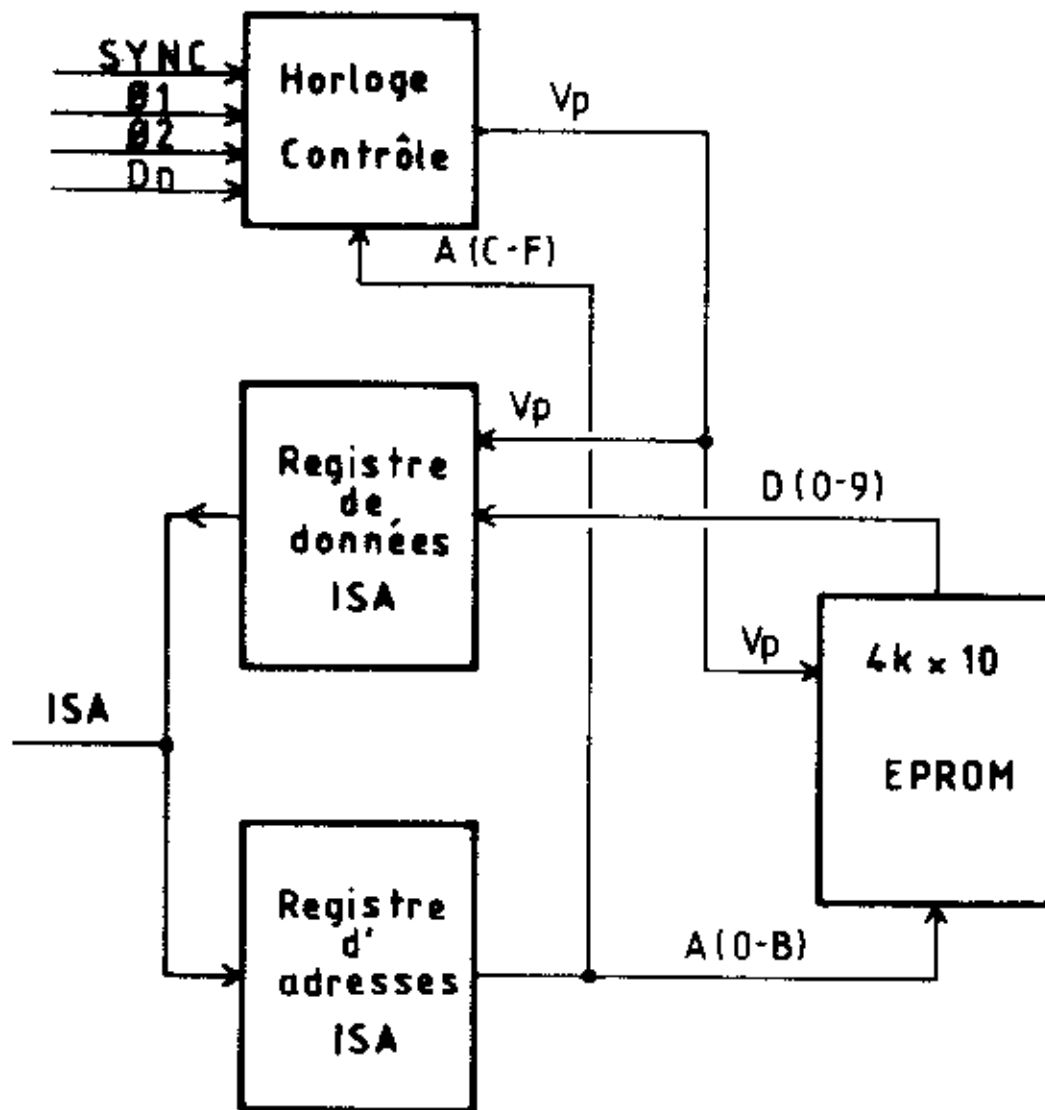 SYNC
Ø1
Ø2
Dp
Horloge
Contrôle
Vp
A(C-F)
Vp
Registre
de
données
ISA
D(0-9)
Vp
4k x 10
EPROM
ISA
Registre
d'
adresses
ISA
A(0-B)